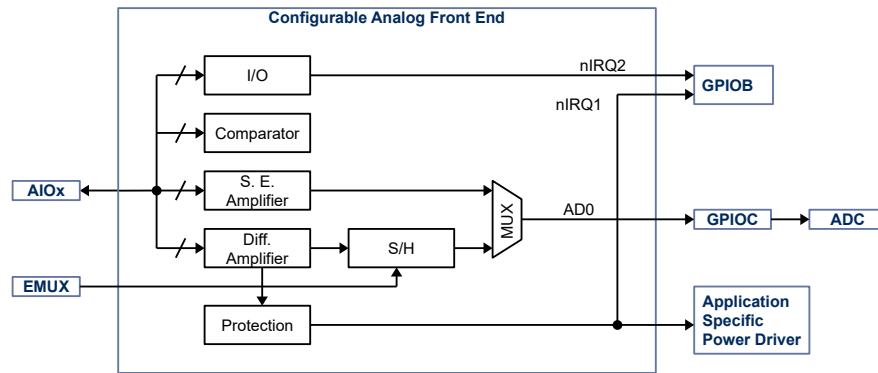 Configurable Analog Front End
I/O
nIRQ2
GPIOB
nIRQ1
Comparator
AIOx
S. E.
Amplifier
MUX
AD0
GPIOC
ADC
Diff.
Amplifier
S/H
EMUX
Protection
Application
Specific
Power Driver